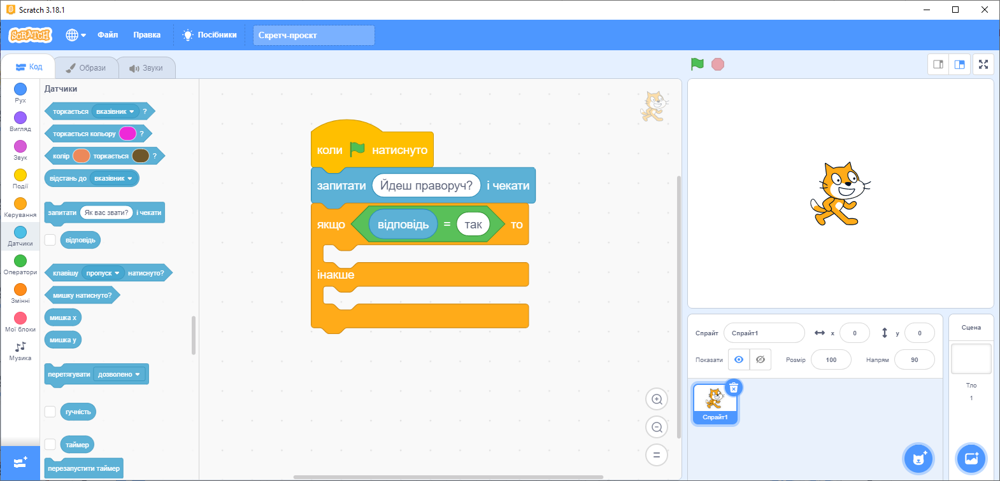 Scratch 3.18.1
SCRATCH
Файл
Правка
Посібники
Скретч-проєкт
Код
Образи
Звуки
Рух
Вигляд
Звук
Події
Керування
Датчики
Оператори
Змінні
Мої блоки
Музика
Датчики
торкається вказівник ?
торкається кольору ?
колір торкається ?
відстань до вказівник
запитати Як вас звати? і чекати
відповідь
клавішу пропуск натиснуто?
мишку натиснуто?
мишка x
мишка y
перетягувати дозволено
гучність
таймер
перезапустити таймер
коли натиснуто
запитати Йдеш праворуч? і чекати
якщо відповідь = так то
інакше
Спрайт Спрайт1 x 0 y 0
Показати Розмір 100 Напрям 90
Спрайт1
Сцена
Тло
1